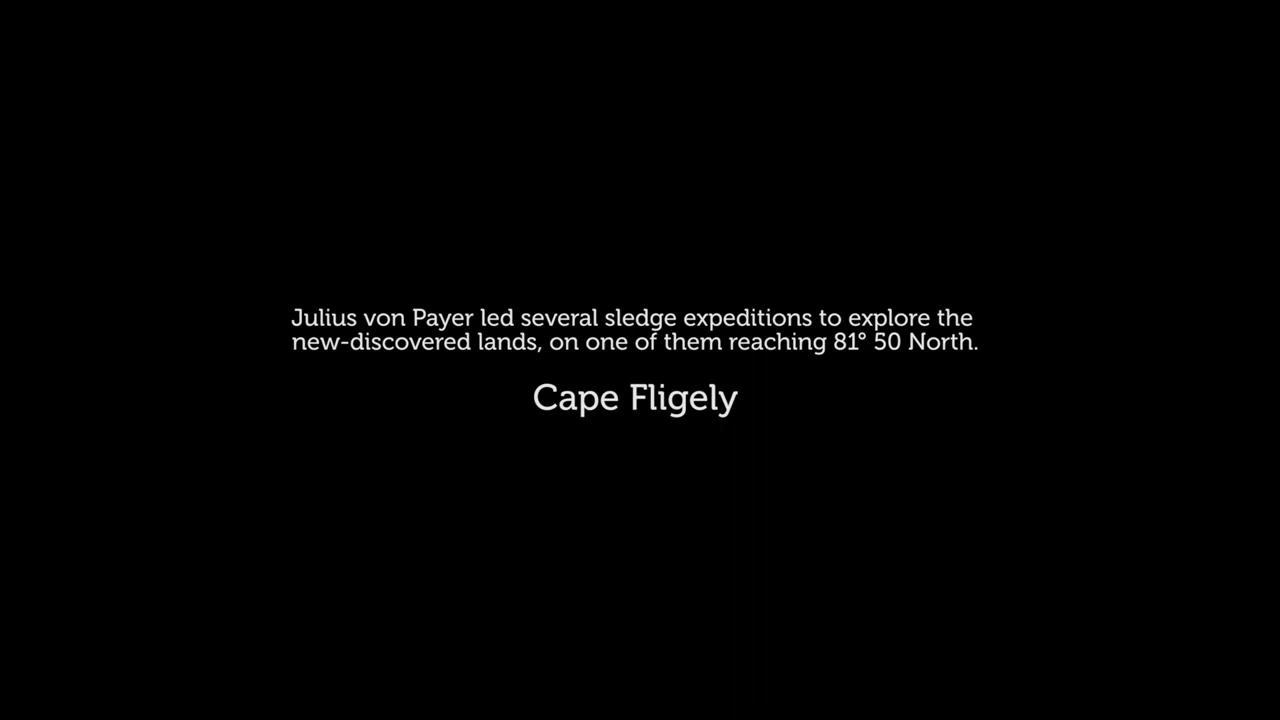 Julius von Payer led several sledge expeditions to explore the
new-discovered lands, on one of them reaching 81° 50 North.
Cape Fligely